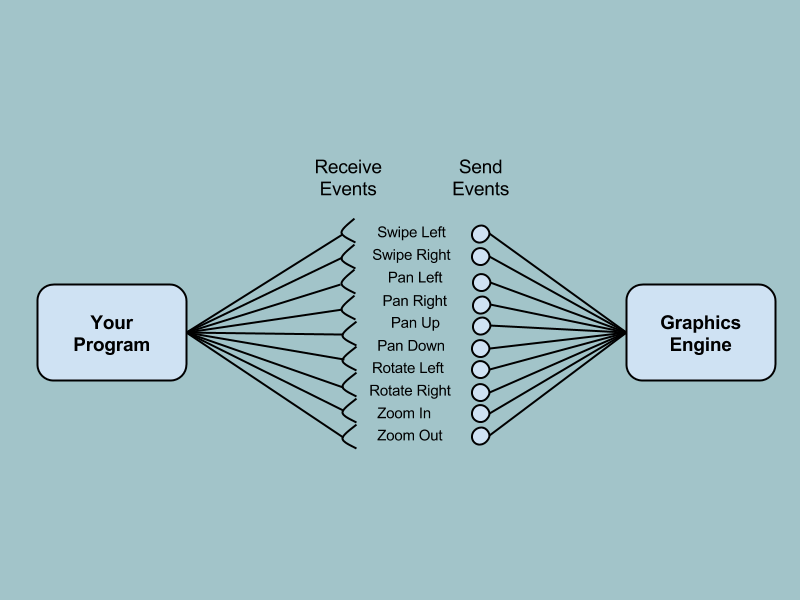 Receive
Events
Send
Events
Swipe Left
Swipe Right
Pan Left
Pan Right
Pan Up
Pan Down
Rotate Left
Rotate Right
Zoom In
Zoom Out
Your
Program
Graphics
Engine